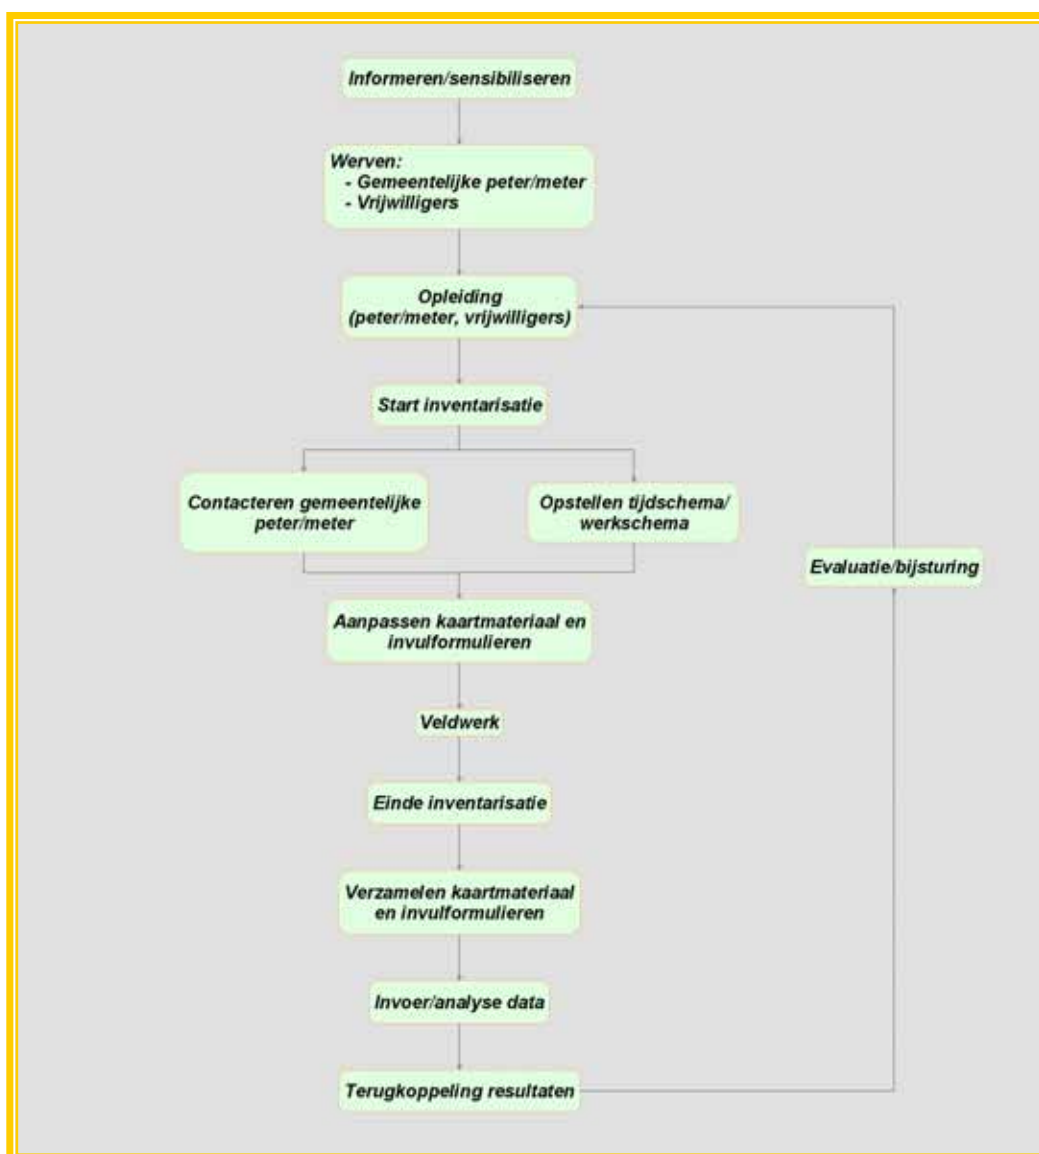 Informeren/sensibiliseren
Werven:
- Gemeentelijke peter/meter
- Vrijwilligers
Opleiding
(peter/meter, vrijwilligers)
Start inventarisatie
Contacteren gemeentelijke
peter/meter
Opstellen tijdschema/
werkschema
Evaluatie/bijsturing
Aanpassen kaartmateriaal en
invulformulieren
Veldwerk
Einde inventarisatie
Verzamelen kaartmateriaal
en invulformulieren
Invoer/analyse data
Terugkoppeling resultaten